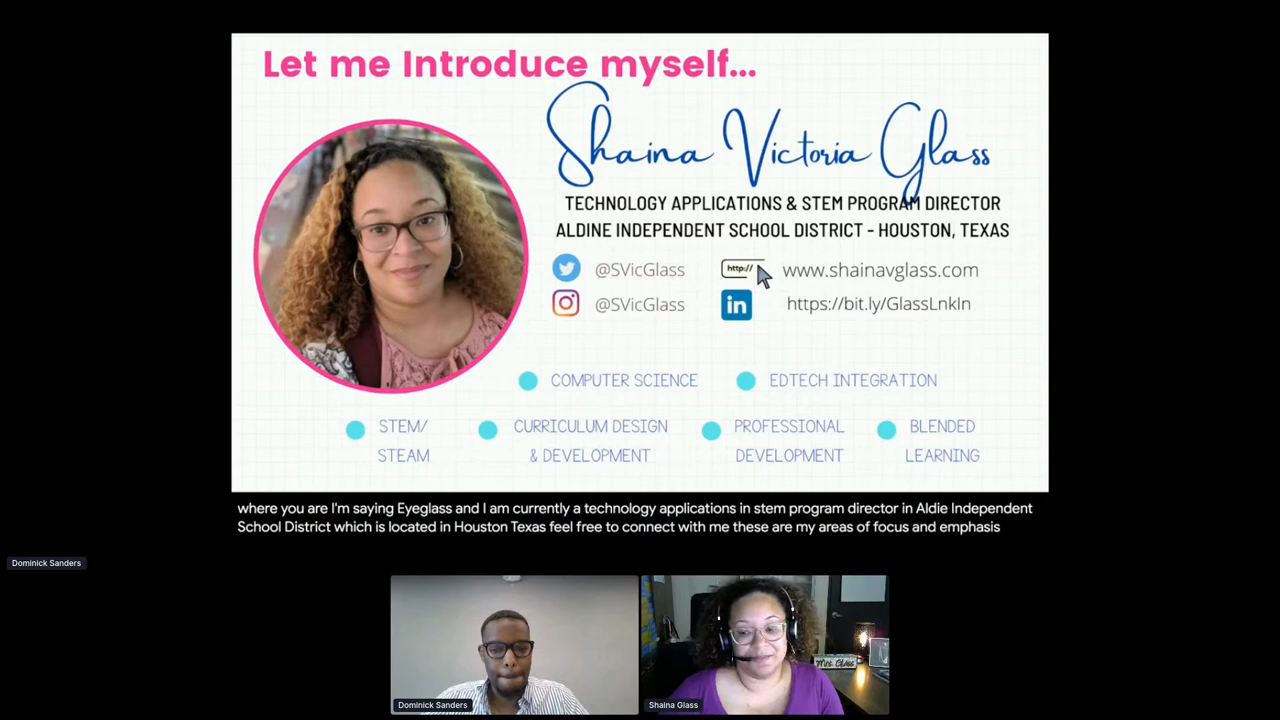 Let me Introduce myself...
Shaina Victoria Glass
TECHNOLOGY APPLICATIONS & STEM PROGRAM DIRECTOR
ALDINE INDEPENDENT SCHOOL DISTRICT - HOUSTON, TEXAS
@SVicGlass
http://
www.shainavglass.com
@SVicGlass
in
https://bit.ly/GlassLnkIn
COMPUTER SCIENCE
EDTECH INTEGRATION
STEM/
STEAM
CURRICULUM DESIGN
& DEVELOPMENT
PROFESSIONAL
DEVELOPMENT
BLENDED
LEARNING
where you are I'm saying Eyeglass and I am currently a technology applications in stem program director in Aldie Independent
School District which is located in Houston Texas feel free to connect with me these are my areas of focus and emphasis
Dominick Sanders
Mrs. Glass
Dominick Sanders
Shaina Glass